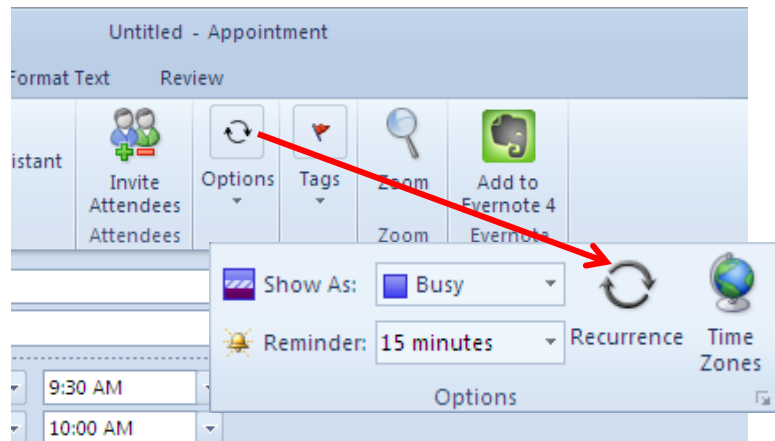 Untitled - Appointment
Format Text Review
istant
Invite Attendees
Options
Tags
Zoom
Add to Evernote 4
Attendees
Zoom
Evernote
Show As: Busy
Recurrence
Time Zones
Reminder: 15 minutes
Options
9:30 AM
10:00 AM